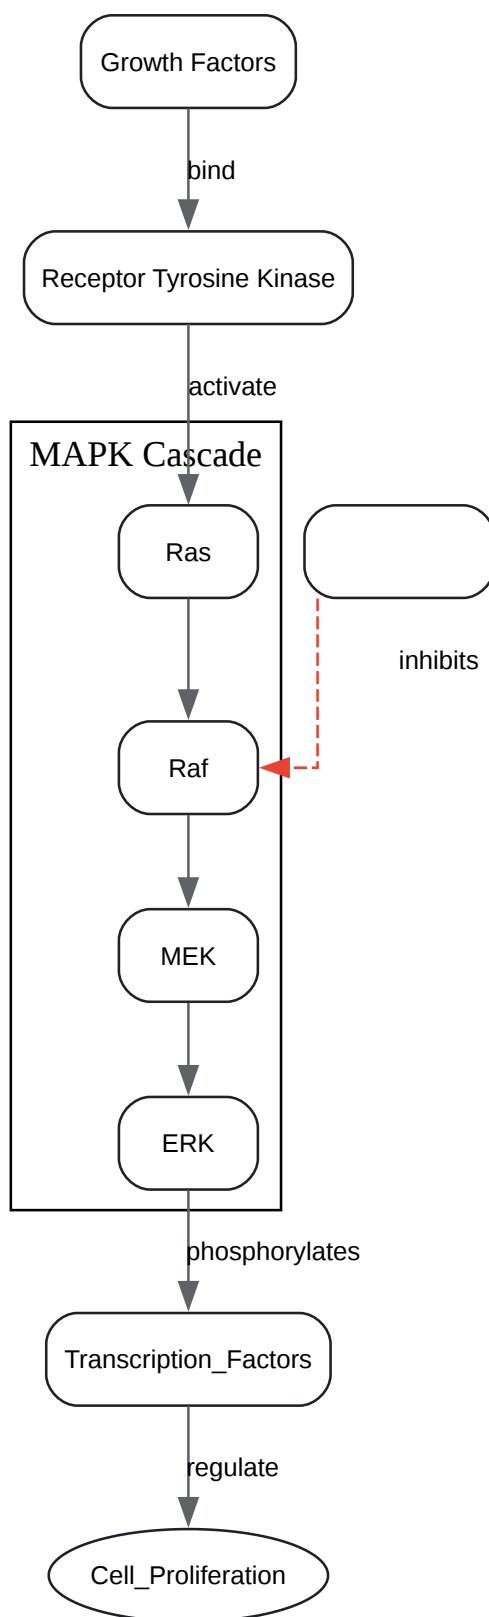 Growth Factors
bind
Receptor Tyrosine Kinase
activate
MAPK Cascade
Ras
inhibits
Raf
MEK
ERK
phosphorylates
Transcription_Factors
regulate
Cell_Proliferation